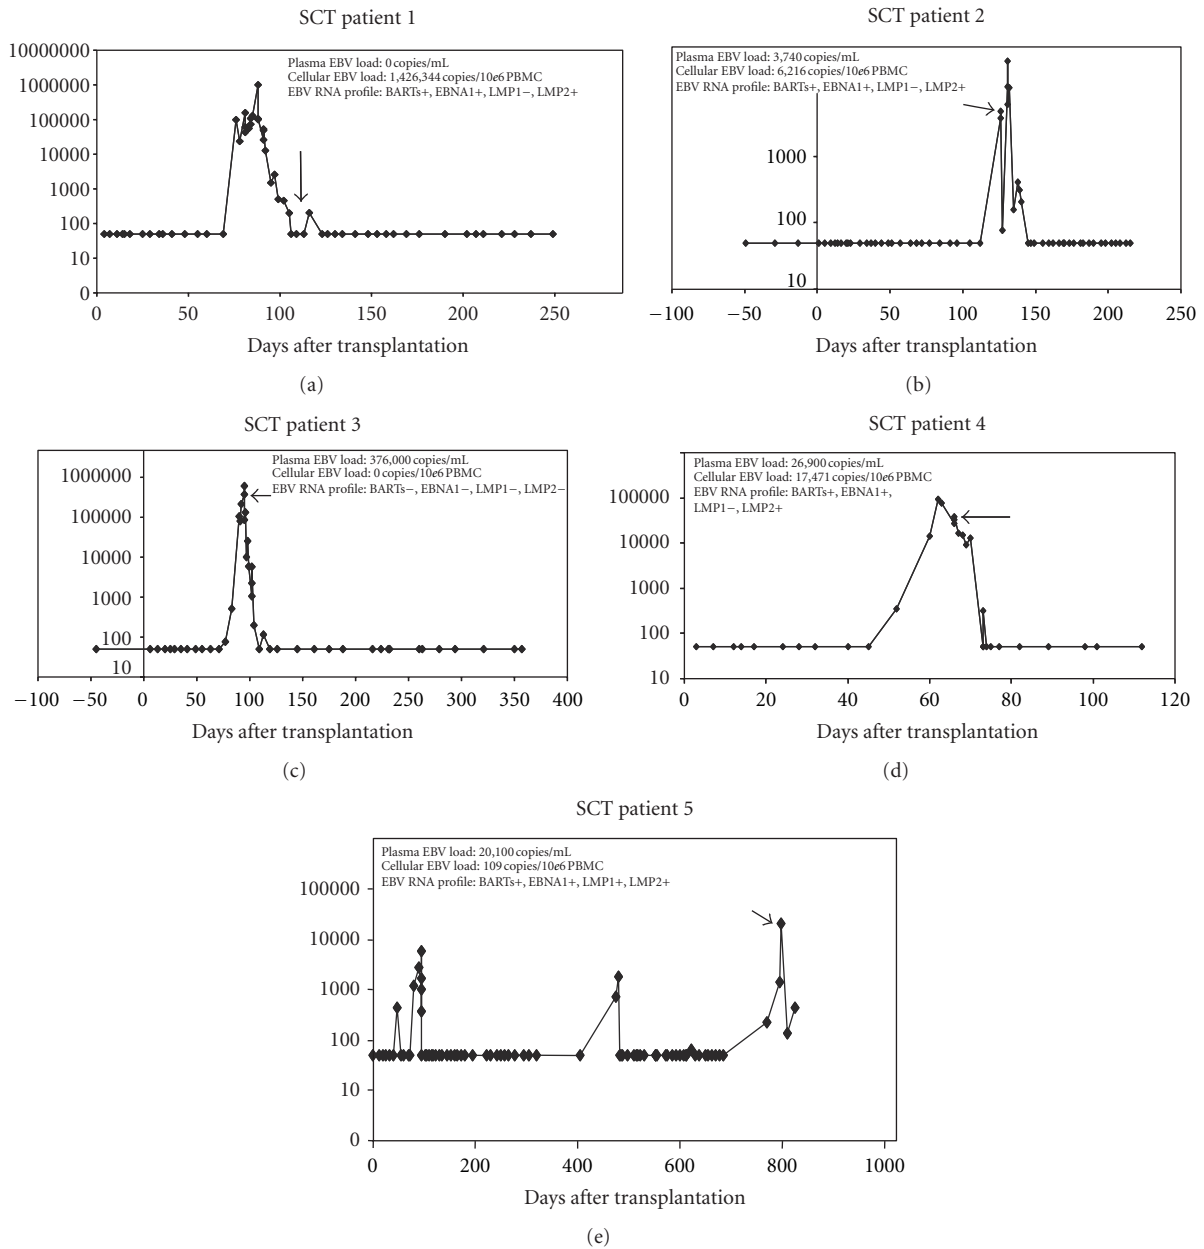 SCT patient 1
10000000
1000000
100000
10000
1000
100
10
0
Plasma EBV load: 0 copies/mL
Cellular EBV load: 1,426,344 copies/10e6 PBMC
EBV RNA profile: BARTs+, EBNA1+, LMP1−, LMP2+
0 50 100 150 200 250
Days after transplantation
(a)
SCT patient 2
Plasma EBV load: 3,740 copies/mL
Cellular EBV load: 6,216 copies/10e6 PBMC
EBV RNA profile: BARTs+, EBNA1+, LMP1−, LMP2+
1000
100
10
−100 −50 0 50 100 150 200 250
Days after transplantation
(b)
SCT patient 3
Plasma EBV load: 376,000 copies/mL
Cellular EBV load: 0 copies/10e6 PBMC
EBV RNA profile: BARTs−, EBNA1−, LMP1−, LMP2−
1000000
100000
10000
1000
100
10
−100 −50 0 50 100 150 200 250 300 350 400
Days after transplantation
(c)
SCT patient 4
Plasma EBV load: 26,900 copies/mL
Cellular EBV load: 17,471 copies/10e6 PBMC
EBV RNA profile: BARTs+, EBNA1+,
LMP1−, LMP2+
100000
10000
1000
100
10
0 20 40 60 80 100 120
Days after transplantation
(d)
SCT patient 5
Plasma EBV load: 20,100 copies/mL
Cellular EBV load: 109 copies/10e6 PBMC
EBV RNA profile: BARTs+, EBNA1+, LMP1+, LMP2+
100000
10000
1000
100
10
0
0 200 400 600 800 1000
Days after transplantation
(e)